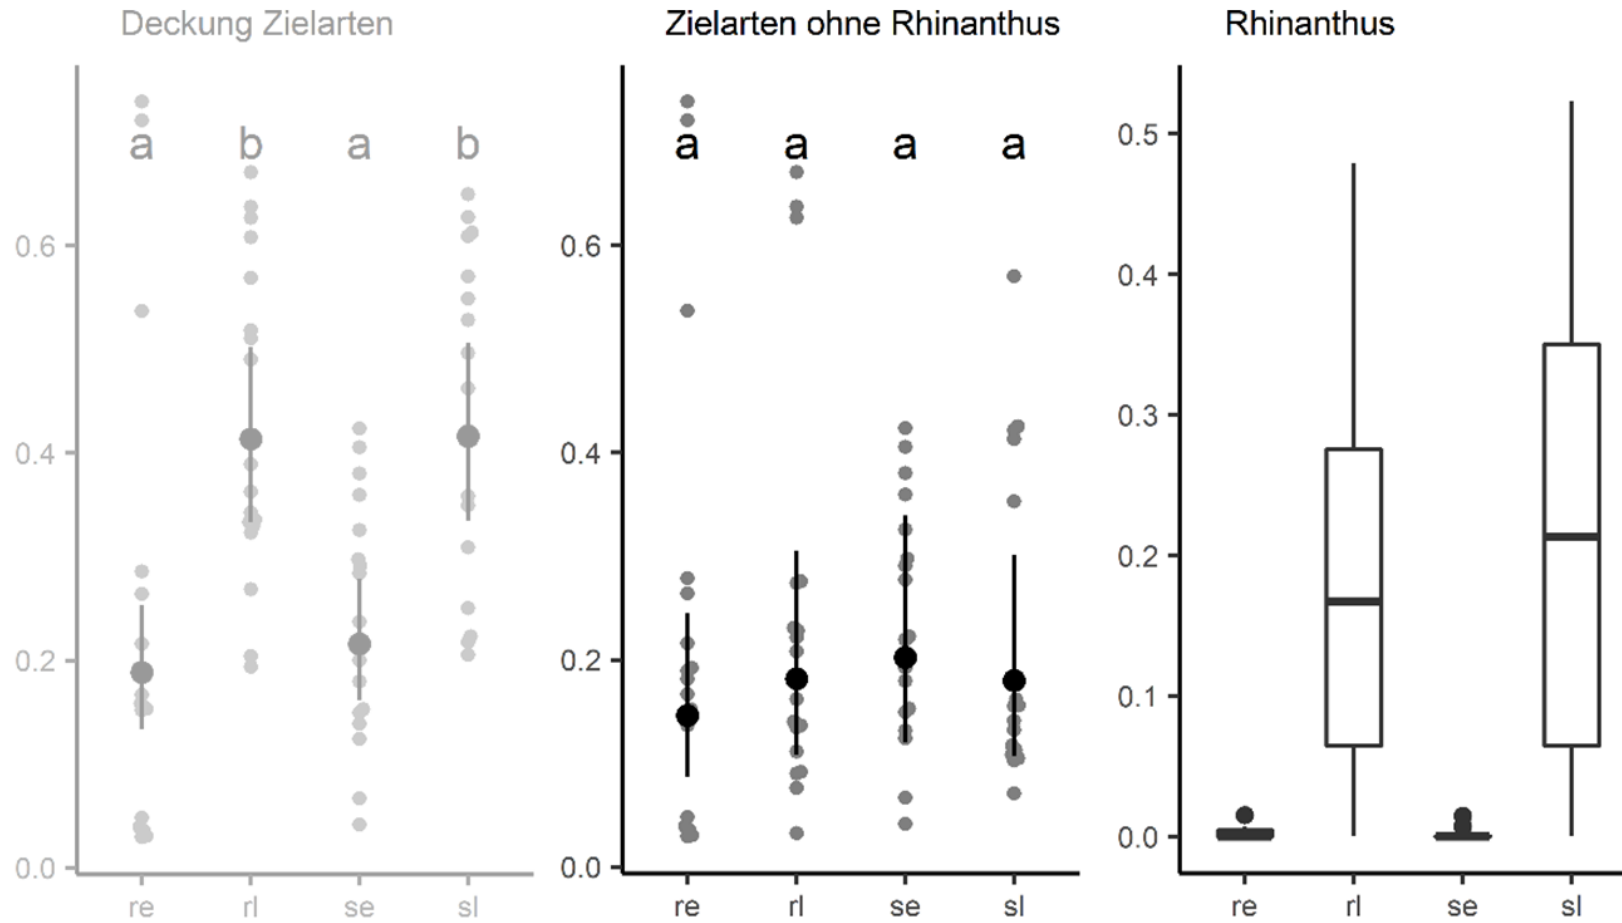 Deckung Zielarten
a b a b
0.6
0.4
0.2
0.0
re rl se sl
Zielarten ohne Rhinanthus
a a a a
0.6
0.4
0.2
0.0
re rl se sl
Rhinanthus
0.5
0.4
0.3
0.2
0.1
0.0
re rl se sl